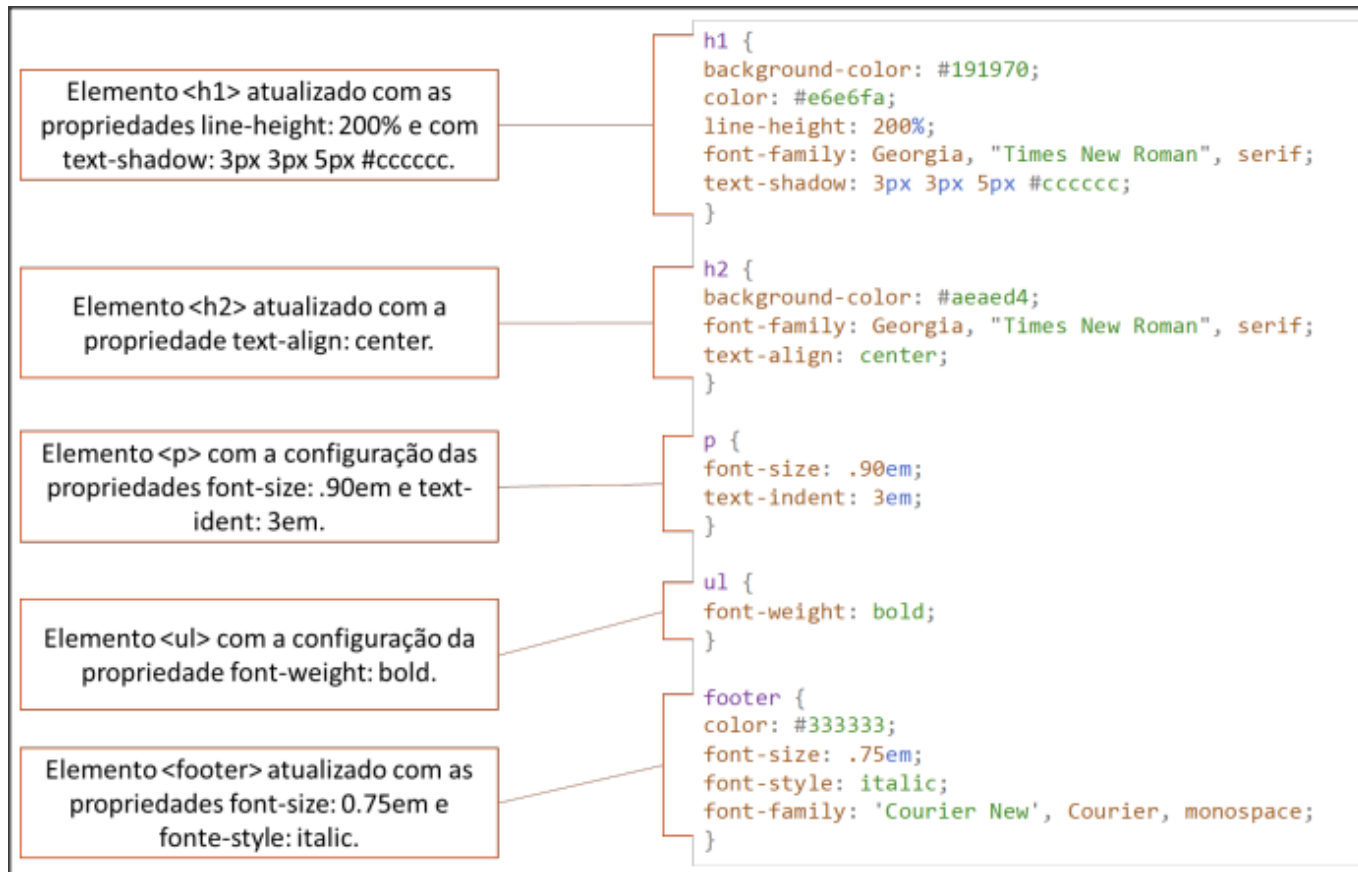 Elemento <h1> atualizado com as
propriedades line-height: 200% e com
text-shadow: 3px 3px 5px #cccccc.
h1 {
background-color: #191970;
color: #e6e6fa;
line-height: 200%;
font-family: Georgia, "Times New Roman", serif;
text-shadow: 3px 3px 5px #cccccc;
}
Elemento <h2> atualizado com a
propriedade text-align: center.
h2 {
background-color: #aeaed4;
font-family: Georgia, "Times New Roman", serif;
text-align: center;
}
Elemento <p> com a configuração das
propriedades font-size: .90em e text-
ident: 3em.
p {
font-size: .90em;
text-indent: 3em;
}
Elemento <ul> com a configuração da
propriedade font-weight: bold.
ul {
font-weight: bold;
}
Elemento <footer> atualizado com as
propriedades font-size: 0.75em e
fonte-style: italic.
footer {
color: #333333;
font-size: .75em;
font-style: italic;
font-family: 'Courier New', Courier, monospace;
}